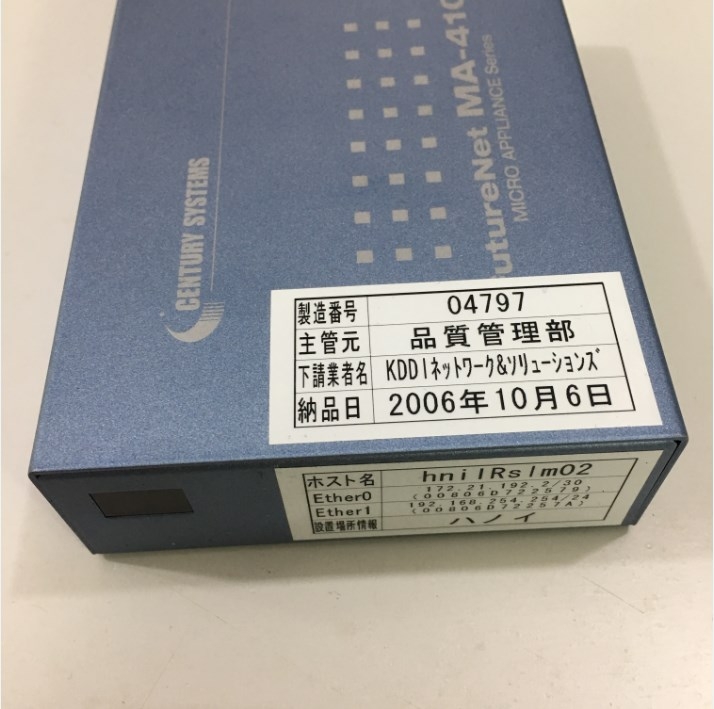 CENTURY SYSTEMS
FutureNet MA-410
MICRO APPLIANCE Series
製造番号 04797
主管元 品質管理部
下請業者名 KDDIネットワーク&ソリューションズ
納品日 2006年10月6日
ホスト名 hnilRslm02
Ether0 172.21.192.2/30
(00806D722579)
Ether1 192.168.254.254/24
(00806D72257A)
設置場所情報 ハノイ